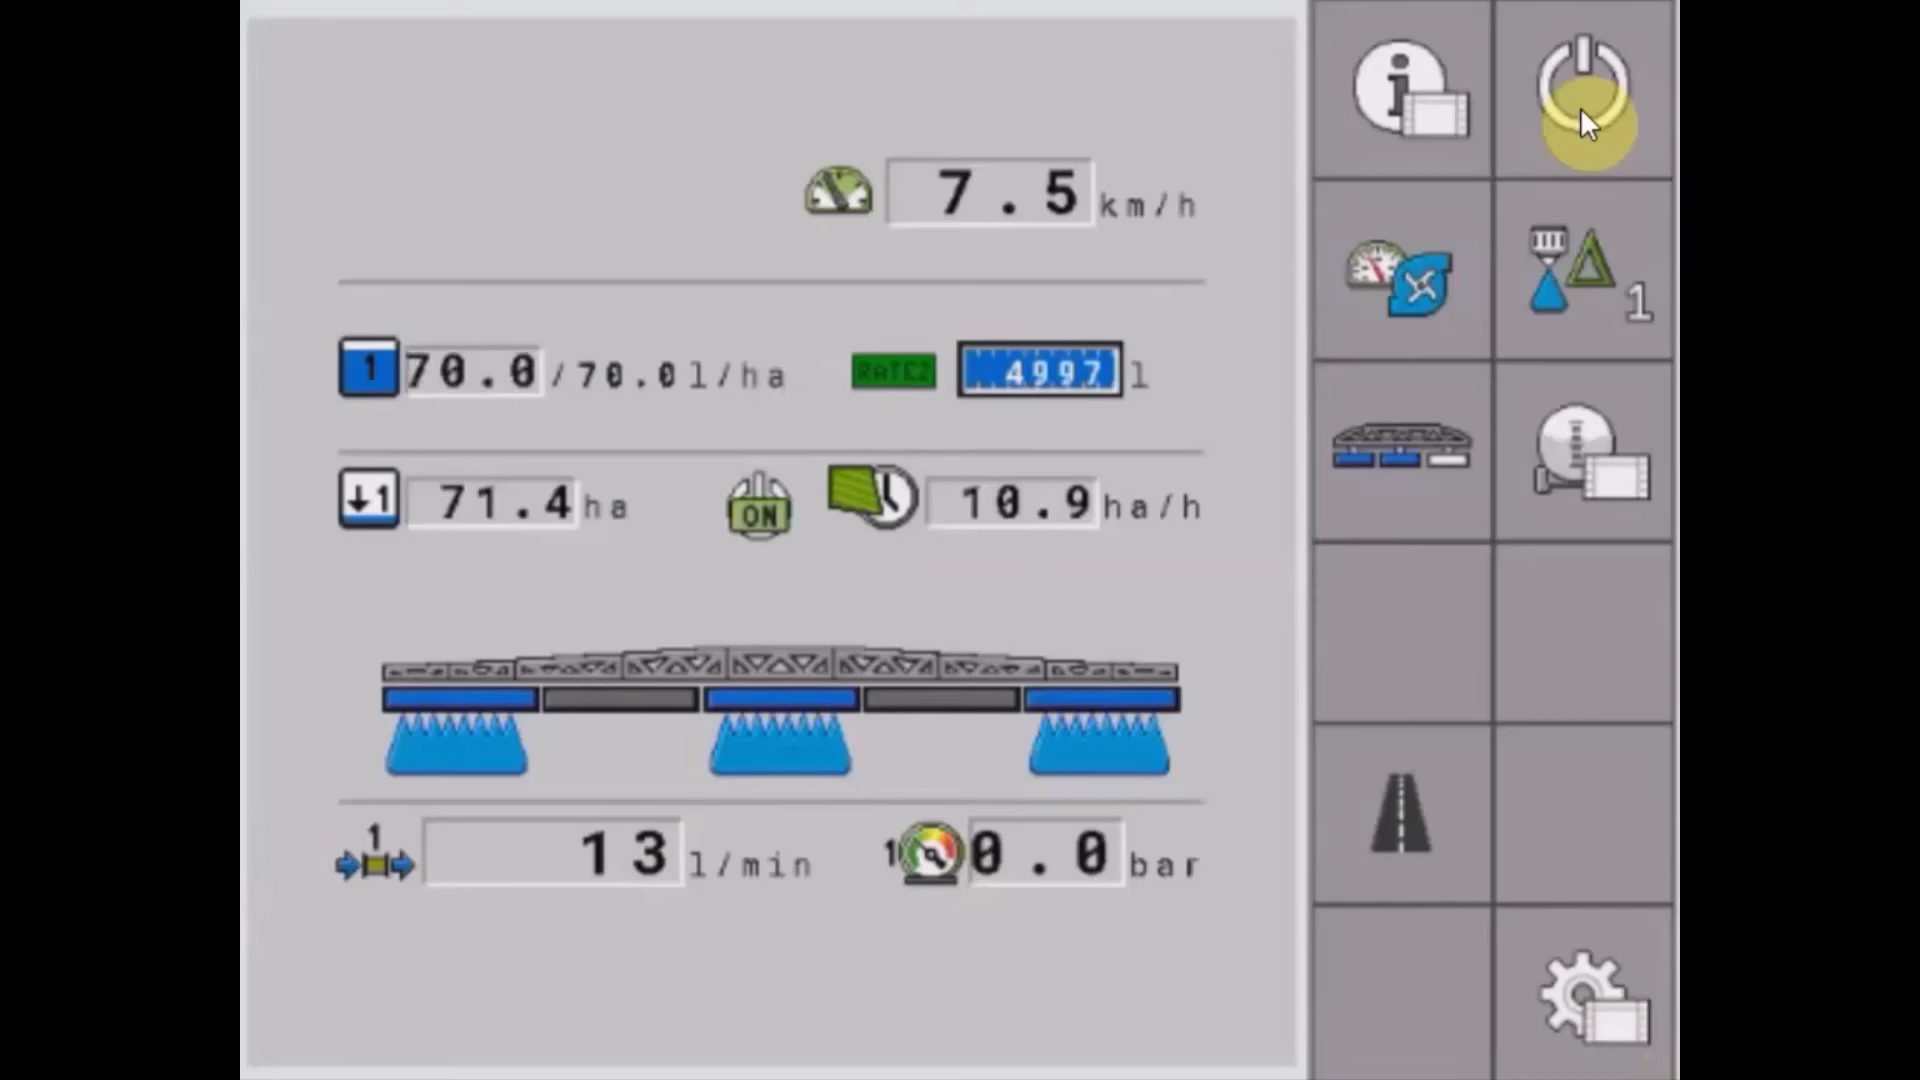 i
7.5 km/h
1 70.0/70.0 l/ha RATE2 4997 l
1 71.4 ha ON 10.9 ha/h
1 13 l/min 1 0.0 bar
1